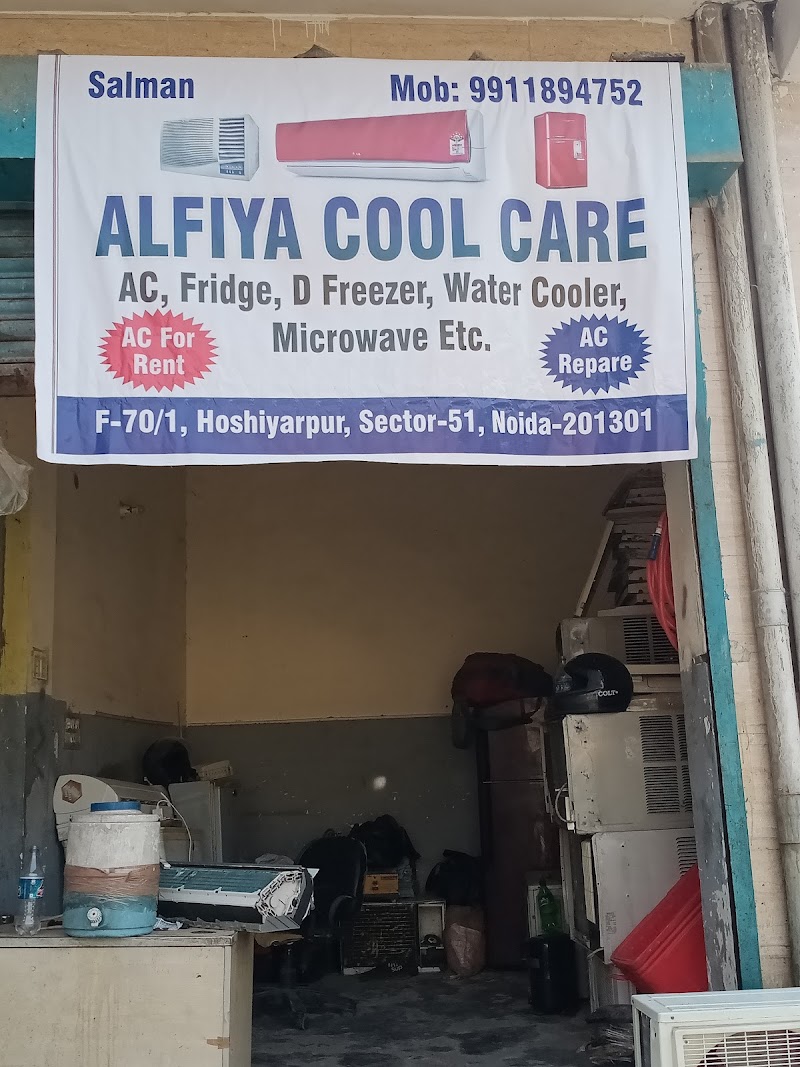 Salman
Mob: 9911894752
ALFIYA COOL CARE
AC, Fridge, D Freezer, Water Cooler,
Microwave Etc.
AC For
Rent
AC
Repare
F-70/1, Hoshiyarpur, Sector-51, Noida-201301
COLT